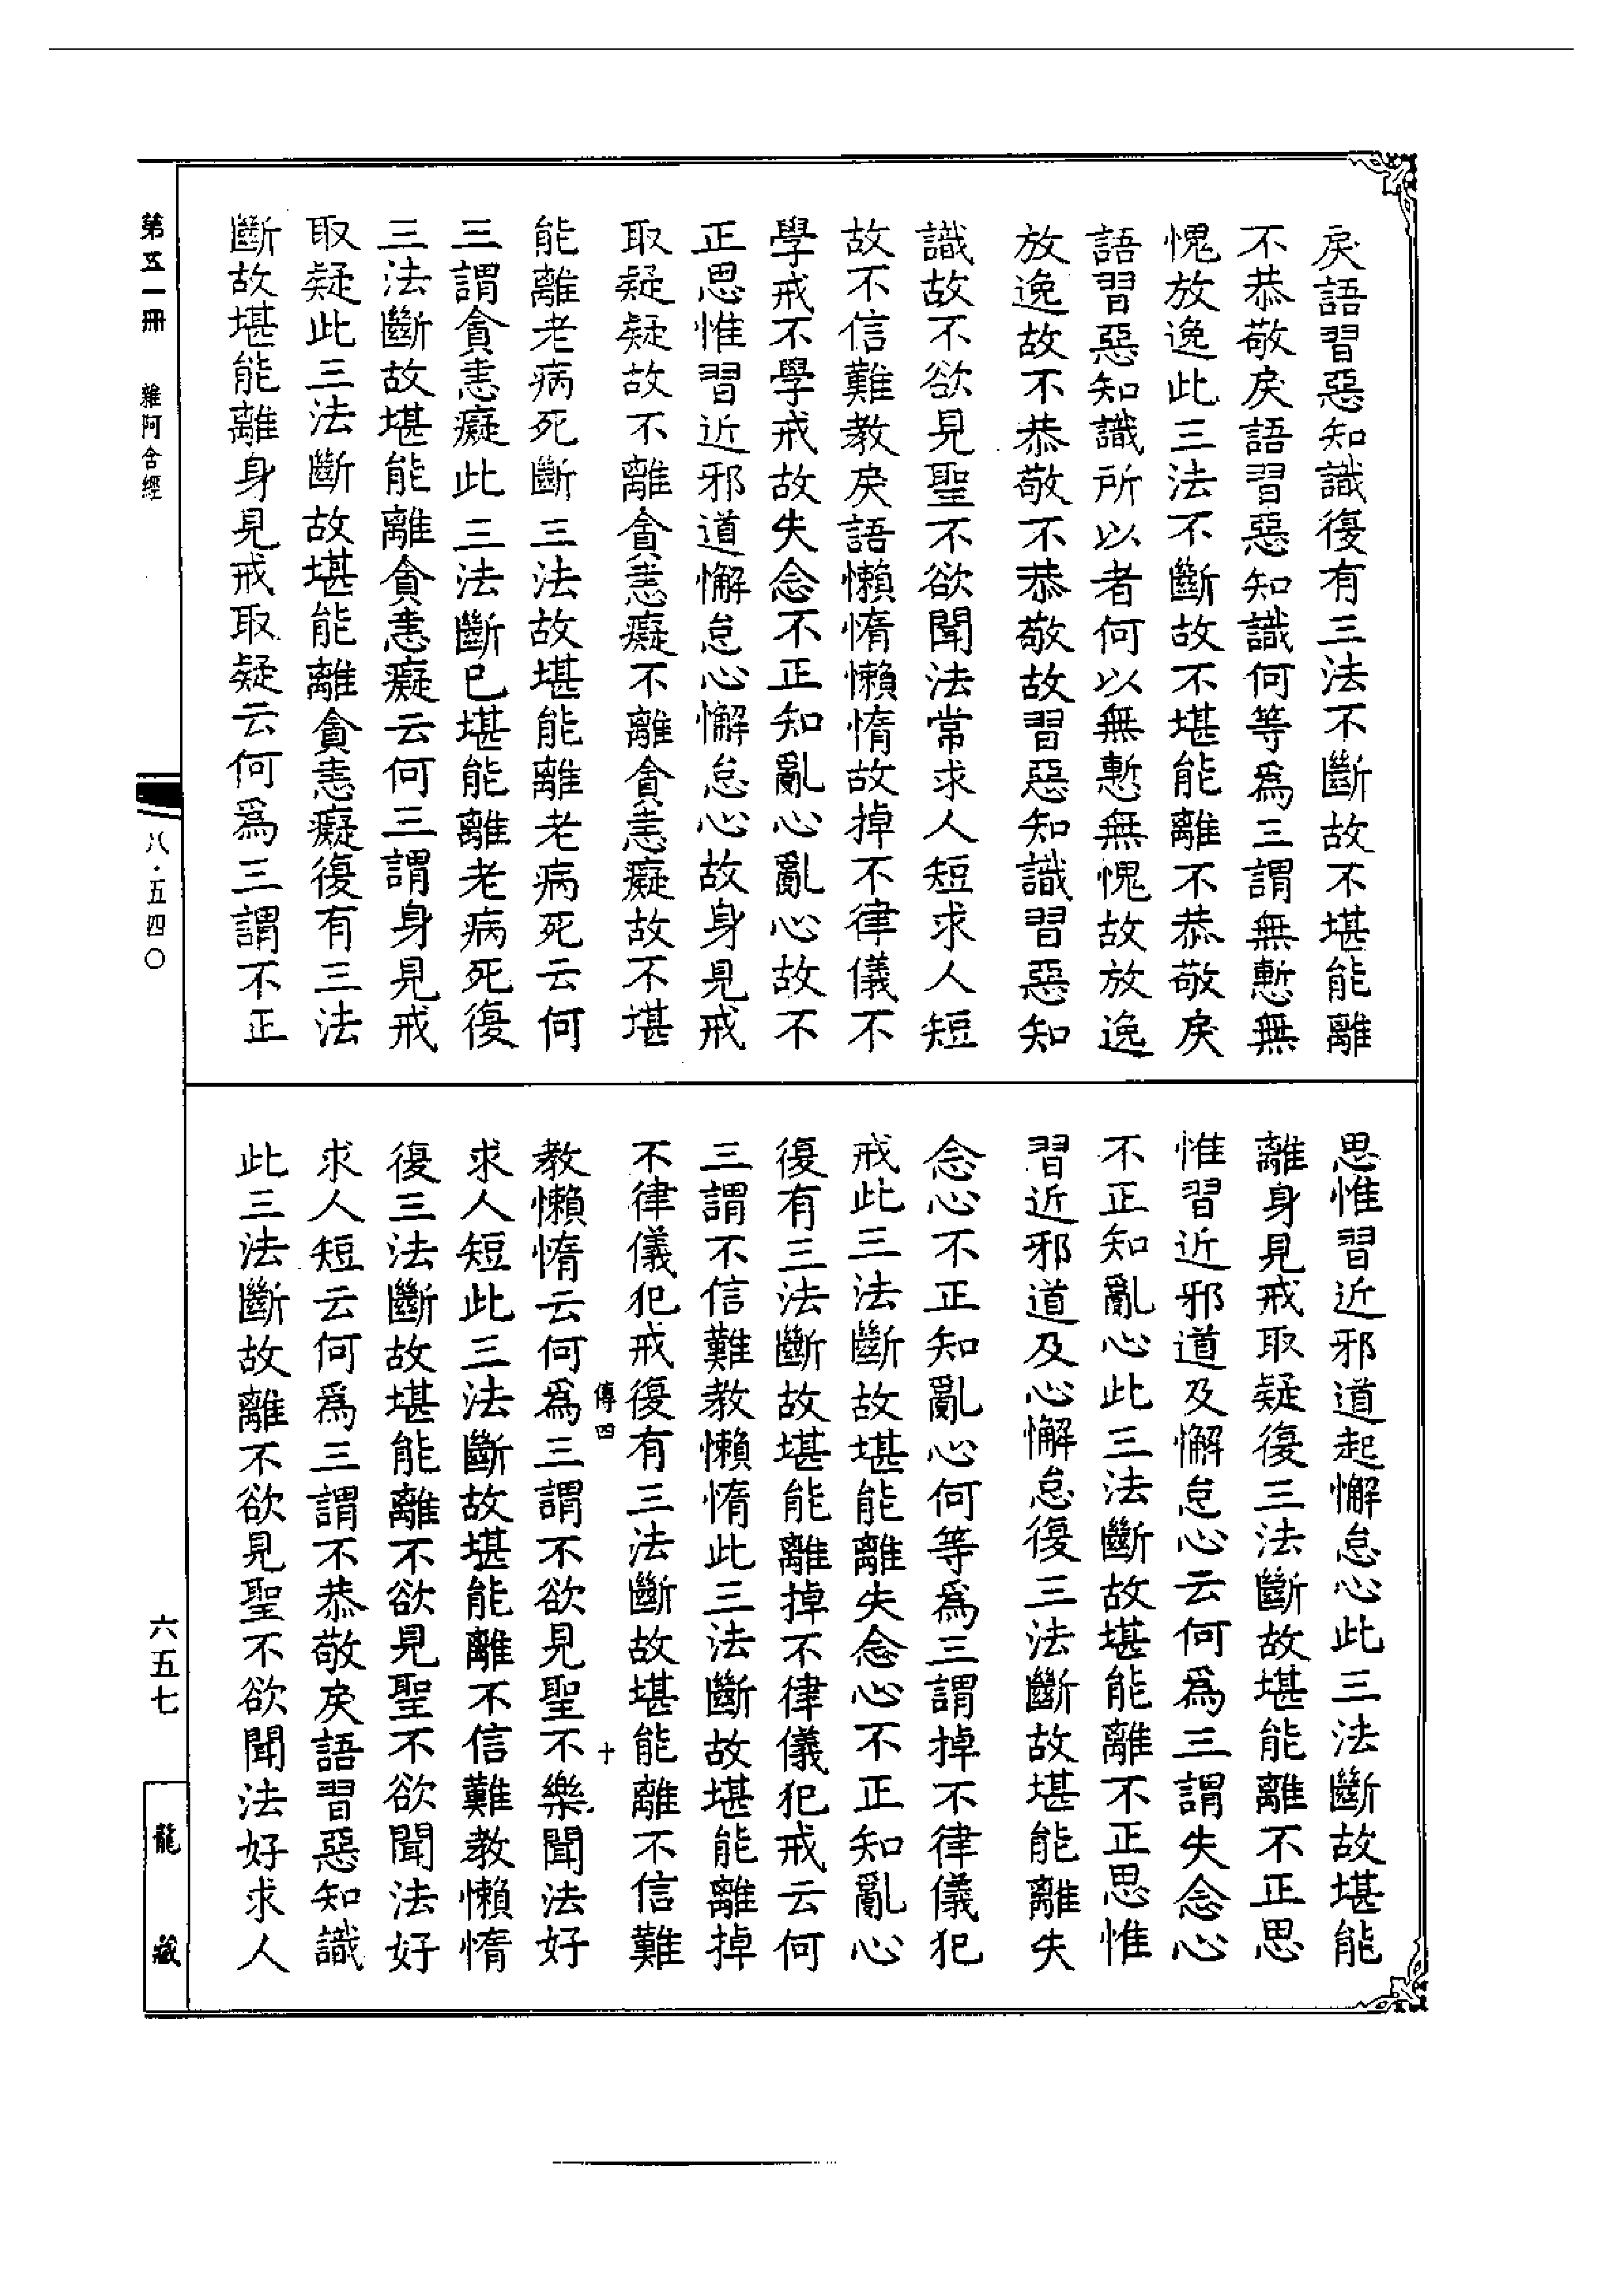 戾語習惡知識復有三法不斷故不堪能離
不恭敬戾語習惡知識何等爲三謂無慙無
愧放逸此三法不斷故不堪能離不恭敬戾
語習惡知識所以者何以無慙無愧故放逸
放逸故不恭敬不恭敬故習惡知識習惡知
識故不欲見聖不欲聞法常求人短求人短
故不信難教戾語懶惰懶惰故掉不律儀不
學戒不學戒故失念不正知亂心亂心故不
正思惟習近邪道懈怠心懈怠心故身見戒
取疑疑故不離貪恚癡不離貪恚癡故不堪
能離老病死斷三法故堪能離老病死云何
三謂貪恚癡此三法斷已堪能離老病死復
三法斷故堪能離貪恚癡云何三謂身見戒
取疑此三法斷故堪能離貪恚癡復有三法
斷故堪能離身見戒取疑云何爲三謂不正
思惟習近邪道起懈怠心此三法斷故堪能
離身見戒取疑復三法斷故堪能離不正思
惟習近邪道及懈怠心云何爲三謂失念心
不正知亂心此三法斷故堪能離不正思惟
習近邪道及心懈怠復三法斷故堪能離失
念心不正知亂心何等爲三謂掉不律儀犯
戒此三法斷故堪能離失念心不正知亂心
復有三法斷故堪能離掉不律儀犯戒云何
三謂不信難教懶惰此三法斷故堪能離掉
不律儀犯戒復有三法斷故堪能離不信難
傳四 十
教懶惰云何爲三謂不欲見聖不樂聞法好
求人短此三法斷故堪能離不信難教懶惰
復三法斷故堪能離不欲見聖不欲聞法好
求人短云何爲三謂不恭敬戾語習惡知識
此三法斷故離不欲見聖不欲聞法好求人
第五一冊 雜阿含經 八·五四〇 六五七 龍藏